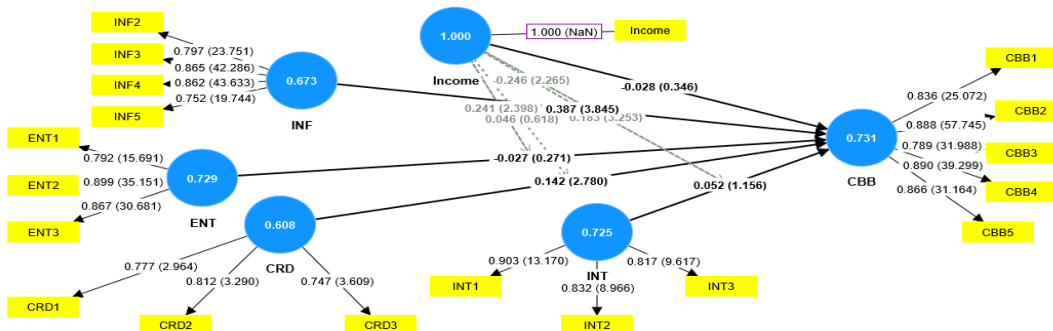 INF2
INF3
INF4
INF5
0.797 (23.751)
0.865 (42.286)
0.862 (43.633)
0.752 (19.744)
0.673
INF
1.000
Income
1.000 (NaN)
Income
-0.246 (2.265)
-0.028 (0.346)
0.241 (2.398)
0.387 (3.845)
0.183 (3.253)
0.046 (0.618)
CBB1
CBB2
CBB3
CBB4
CBB5
0.836 (25.072)
0.888 (57.745)
0.789 (31.988)
0.890 (39.299)
0.866 (31.164)
0.731
CBB
ENT1
ENT2
ENT3
0.792 (15.691)
0.899 (35.151)
0.867 (30.681)
0.729
ENT
-0.027 (0.271)
0.142 (2.780)
0.052 (1.156)
0.608
CRD
0.777 (2.964)
0.812 (3.290)
0.747 (3.609)
CRD1
CRD2
CRD3
0.725
INT
0.903 (13.170)
0.832 (8.966)
0.817 (9.617)
INT1
INT2
INT3